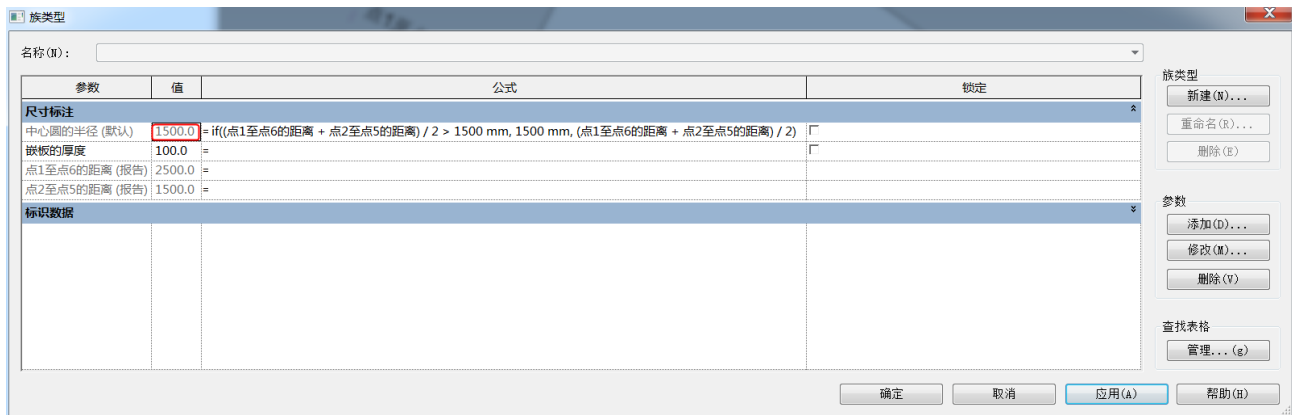 族类型
名称(N):
参数 值 公式 锁定
尺寸标注
中心圆的半径 (默认) 1500.0 = if((点1至点6的距离 + 点2至点5的距离) / 2 > 1500 mm, 1500 mm, (点1至点6的距离 + 点2至点5的距离) / 2)
嵌板的厚度 100.0 =
点1至点6的距离 (报告) 2500.0 =
点2至点5的距离 (报告) 1500.0 =
标识数据
族类型
新建(N)...
重命名(R)...
删除(E)
参数
添加(D)...
修改(M)...
删除(V)
查找表格
管理...(g)
确定 取消 应用(A) 帮助(H)